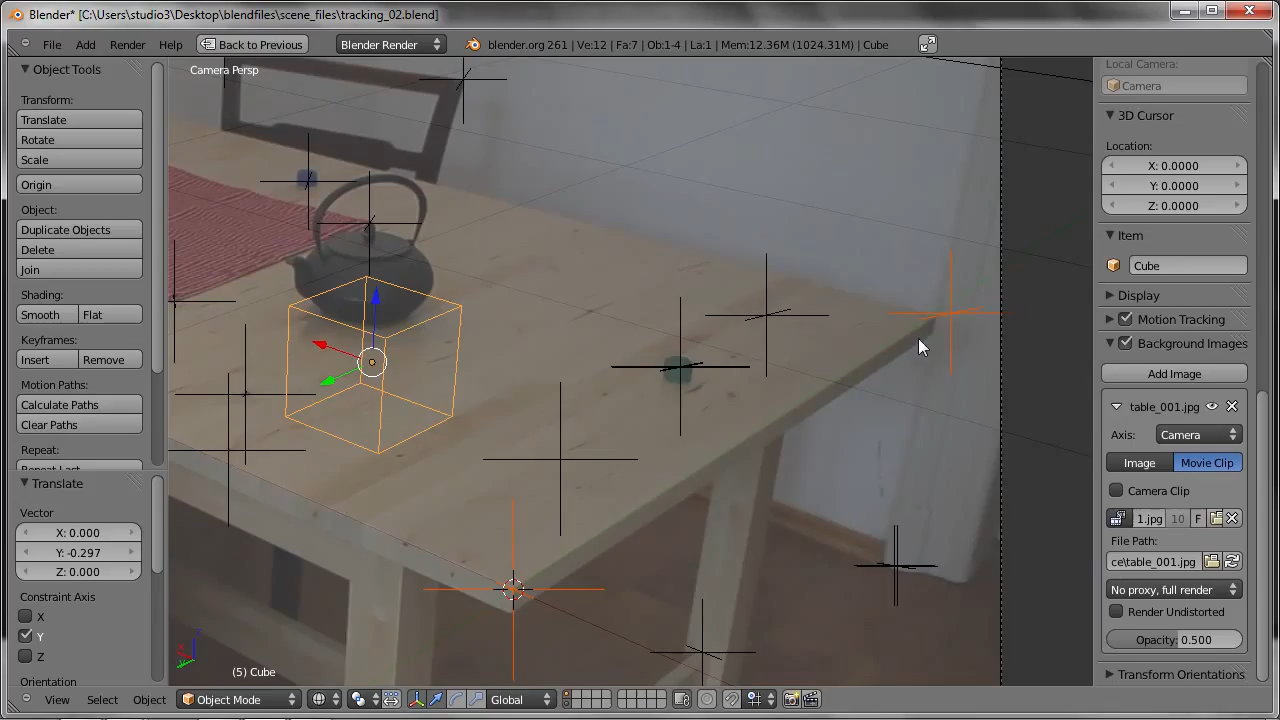 Blender* [C:\Users\studio3\Desktop\blendfiles\scene_files\tracking_02.blend]
File Add Render Help Back to Previous Blender Render blender.org 261 | Ve:12 | Fa:7 | Ob:1-4 | La:1 | Mem:12.36M (1024.31M) | Cube
Object Tools
Transform:
Translate
Rotate
Scale
Origin
Object:
Duplicate Objects
Delete
Join
Shading:
Smooth Flat
Keyframes:
Insert Remove
Motion Paths:
Calculate Paths
Clear Paths
Repeat:
Repeat Last
Translate
Vector
X: 0.000
Y: -0.297
Z: 0.000
Constraint Axis
X
Y
Z
Orientation
Camera Persp
(5) Cube
Local Camera:
Camera
3D Cursor
Location:
X: 0.0000
Y: 0.0000
Z: 0.0000
Item
Cube
Display
Motion Tracking
Background Images
Add Image
table_001.jpg
Axis: Camera
Image Movie Clip
Camera Clip
1.jpg 10 F
File Path:
ce\table_001.jpg
No proxy, full render
Render Undistorted
Opacity: 0.500
Transform Orientations
View Select Object Object Mode Global